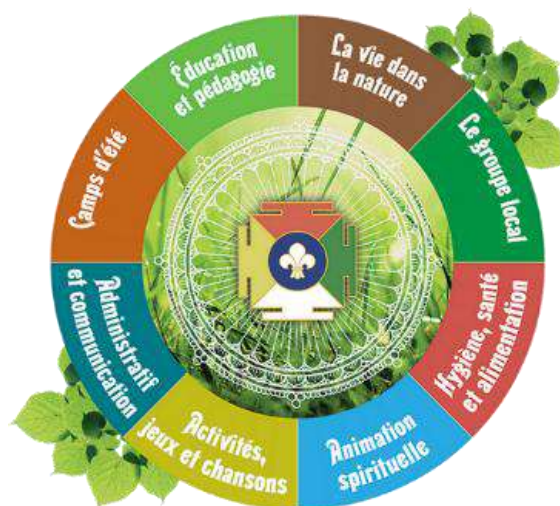 Éducation
et pédagogie
La vie dans
la nature
Le groupe local
Hygiène, santé
et alimentation
Animation
spirituelle
Activités,
jeux et chansons
Administratif
et communication
Camps d'été